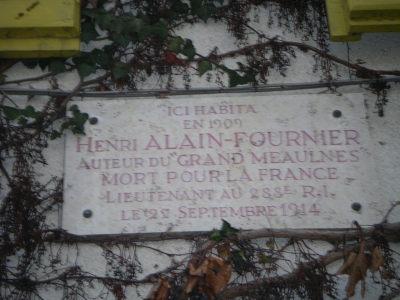 ICI HABITA
EN 1909
HENRI ALAIN-FOURNIER
AUTEUR DU "GRAND MEAULNES"
MORT POUR LA FRANCE
LIEUTENANT AU 288ME R.I.
LE 22 SEPTEMBRE 1914